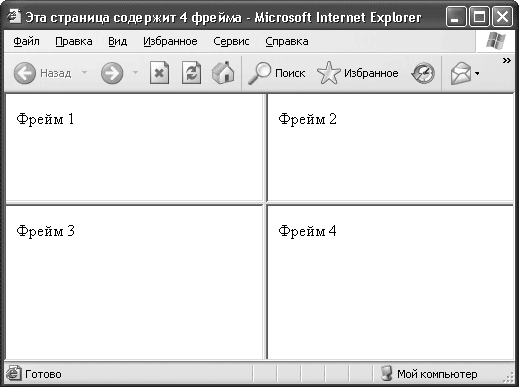 Эта страница содержит 4 фрейма - Microsoft Internet Explorer
Файл Правка Вид Избранное Сервис Справка
Назад Поиск Избранное »
Фрейм 1 Фрейм 2
Фрейм 3 Фрейм 4
Готово Мой компьютер